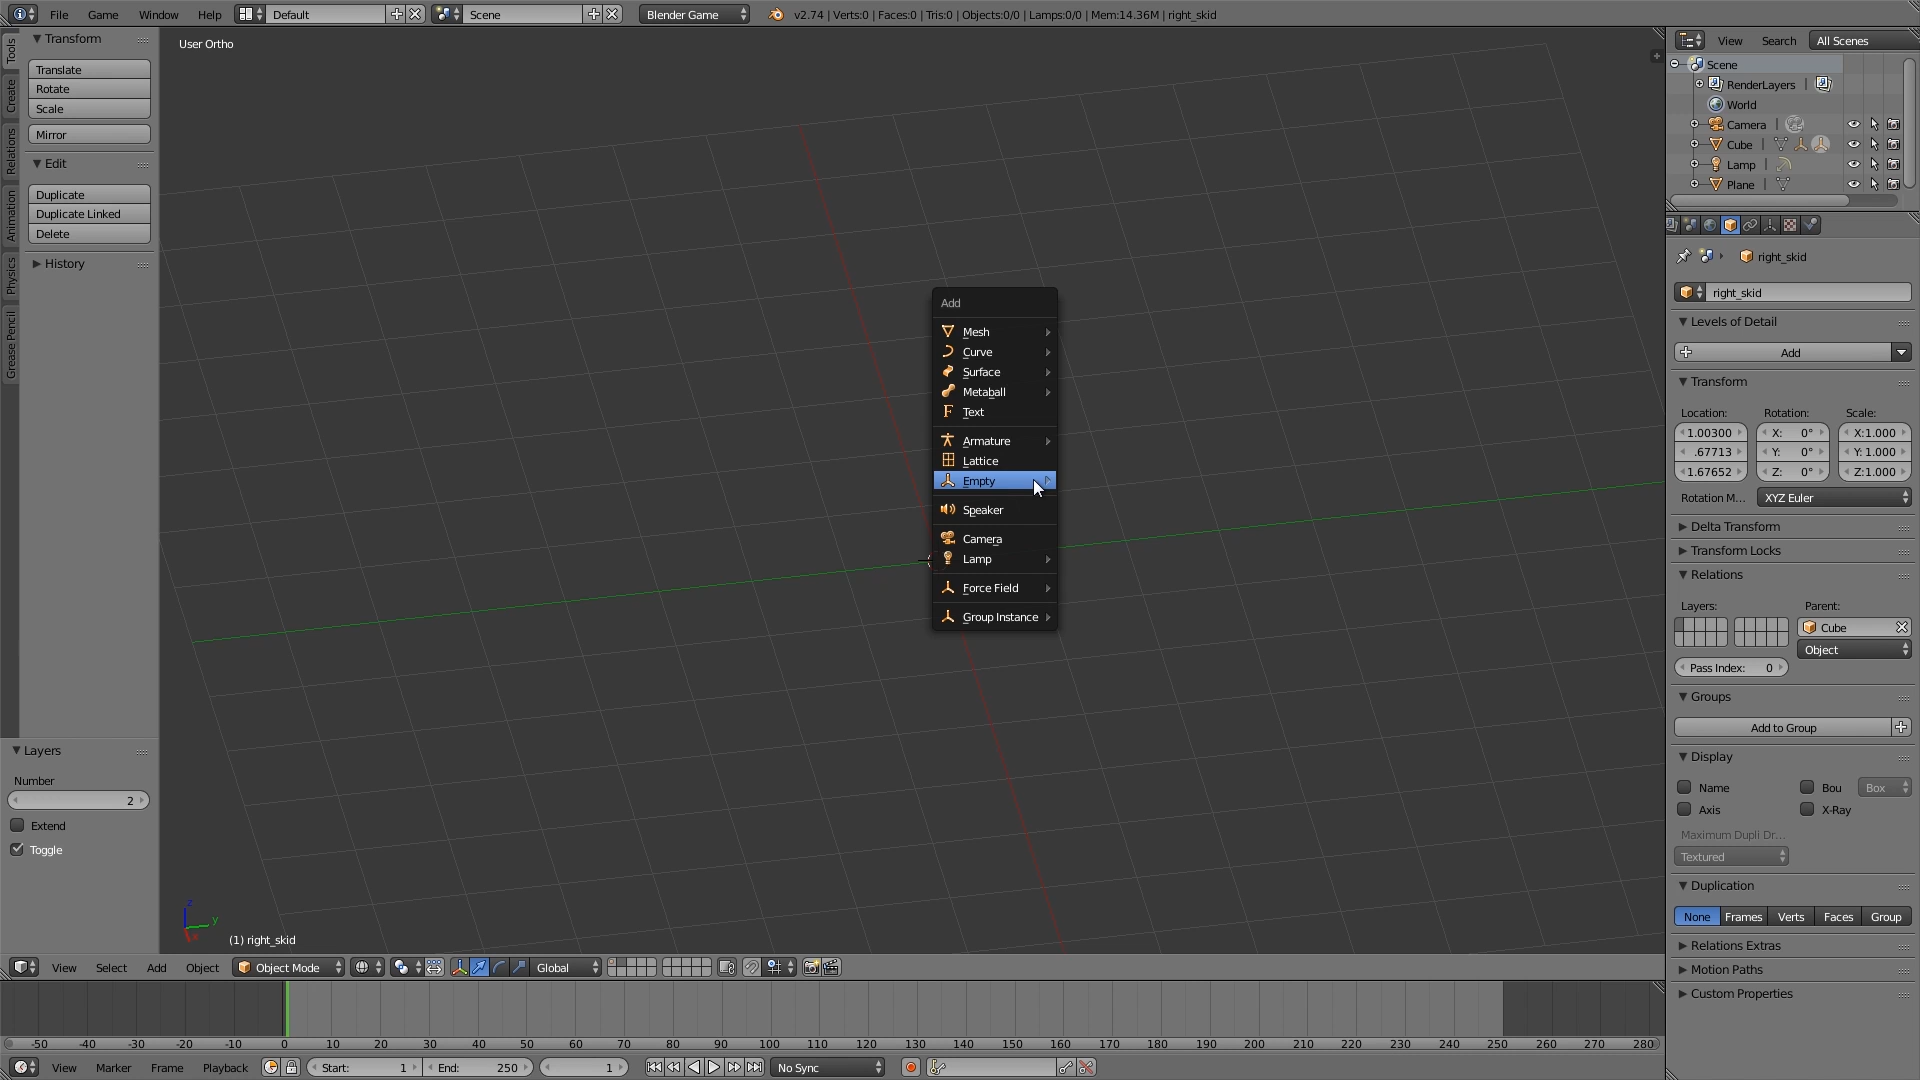 File Game Window Help Default Scene Blender Game v2.74 | Verts:0 | Faces:0 | Tris:0 | Objects:0/0 | Lamps:0/0 | Mem:14.36M | right_skid
Tools
Create
Relations
Animation
Physics
Grease Pencil
Transform
Translate
Rotate
Scale
Mirror
Edit
Duplicate
Duplicate Linked
Delete
History
Layers
Number
2
Extend
Toggle
User Ortho
Add
Mesh
Curve
Surface
Metaball
Text
Armature
Lattice
Empty
Speaker
Camera
Lamp
Force Field
Group Instance
z
y
x
(1) right_skid
View Search All Scenes
Scene
RenderLayers
World
Camera
Cube
Lamp
Plane
right_skid
right_skid
Levels of Detail
Add
Transform
Location: Rotation: Scale:
1.00300 X: 0° X:1.000
.67713 Y: 0° Y: 1.000
1.67652 Z: 0° Z:1.000
Rotation M... XYZ Euler
Delta Transform
Transform Locks
Relations
Layers: Parent:
Cube
Object
Pass Index: 0
Groups
Add to Group
Display
Name Bou Box
Axis X-Ray
Maximum Dupli Dr...
Textured
Duplication
None Frames Verts Faces Group
Relations Extras
Motion Paths
Custom Properties
View Select Add Object Object Mode Global
-50 -40 -30 -20 -10 0 10 20 30 40 50 60 70 80 90 100 110 120 130 140 150 160 170 180 190 200 210 220 230 240 250 260 270 280
View Marker Frame Playback Start: 1 End: 250 1 No Sync